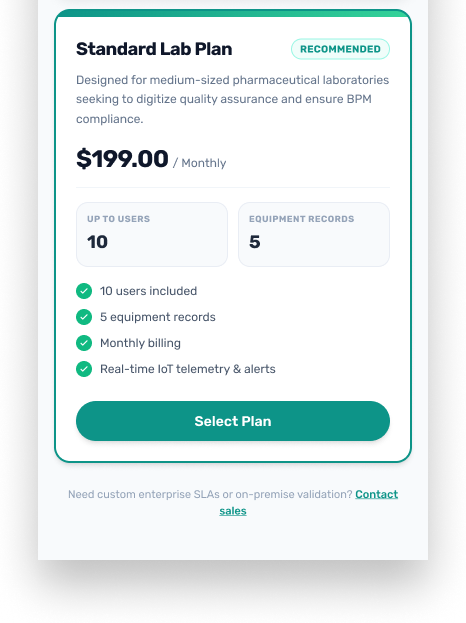 Standard Lab Plan
RECOMMENDED
Designed for medium-sized pharmaceutical laboratories
seeking to digitize quality assurance and ensure BPM
compliance.
$199.00 / Monthly
UP TO USERS
10
EQUIPMENT RECORDS
5
10 users included
5 equipment records
Monthly billing
Real-time IoT telemetry & alerts
Select Plan
Need custom enterprise SLAs or on-premise validation? Contact
sales